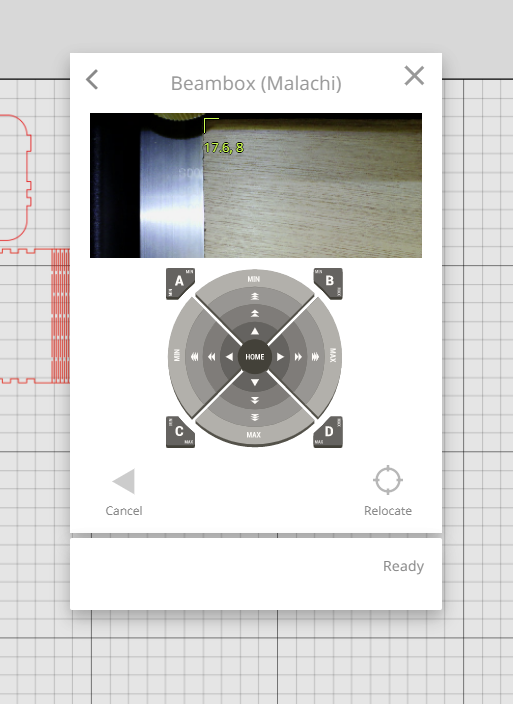 Beambox (Malachi)
17.6, 8
A MIN MIN
MIN
B MIN MAX
MIN
HOME
MAX
C MIN MAX
MAX
D MAX MAX
Cancel
Relocate
Ready